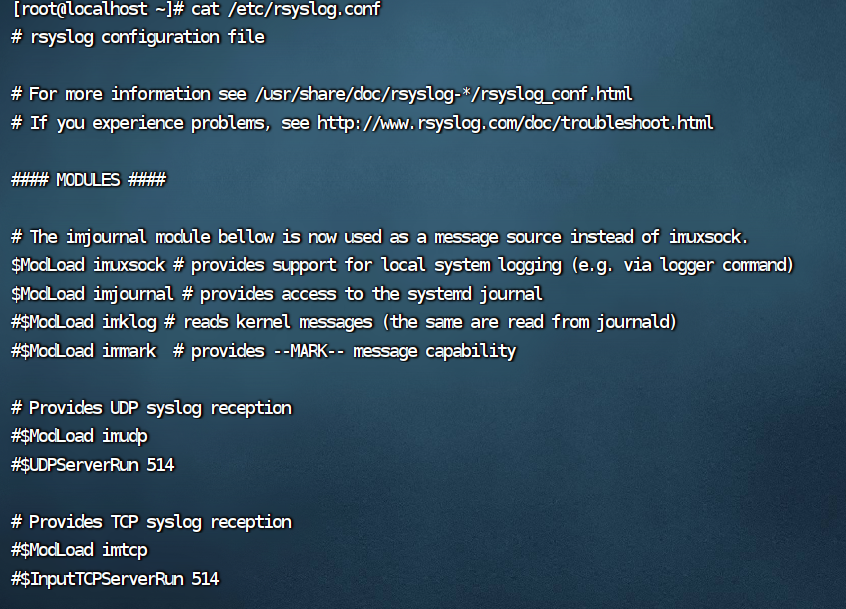 [root@localhost ~]# cat /etc/rsyslog.conf
# rsyslog configuration file
# For more information see /usr/share/doc/rsyslog-*/rsyslog_conf.html
# If you experience problems, see http://www.rsyslog.com/doc/troubleshoot.html
#### MODULES ####
# The imjournal module bellow is now used as a message source instead of imuxsock.
$ModLoad imuxsock # provides support for local system logging (e.g. via logger command)
$ModLoad imjournal # provides access to the systemd journal
#$ModLoad imklog # reads kernel messages (the same are read from journald)
#$ModLoad immark  # provides --MARK-- message capability
# Provides UDP syslog reception
#$ModLoad imudp
#$UDPServerRun 514
# Provides TCP syslog reception
#$ModLoad imtcp
#$InputTCPServerRun 514